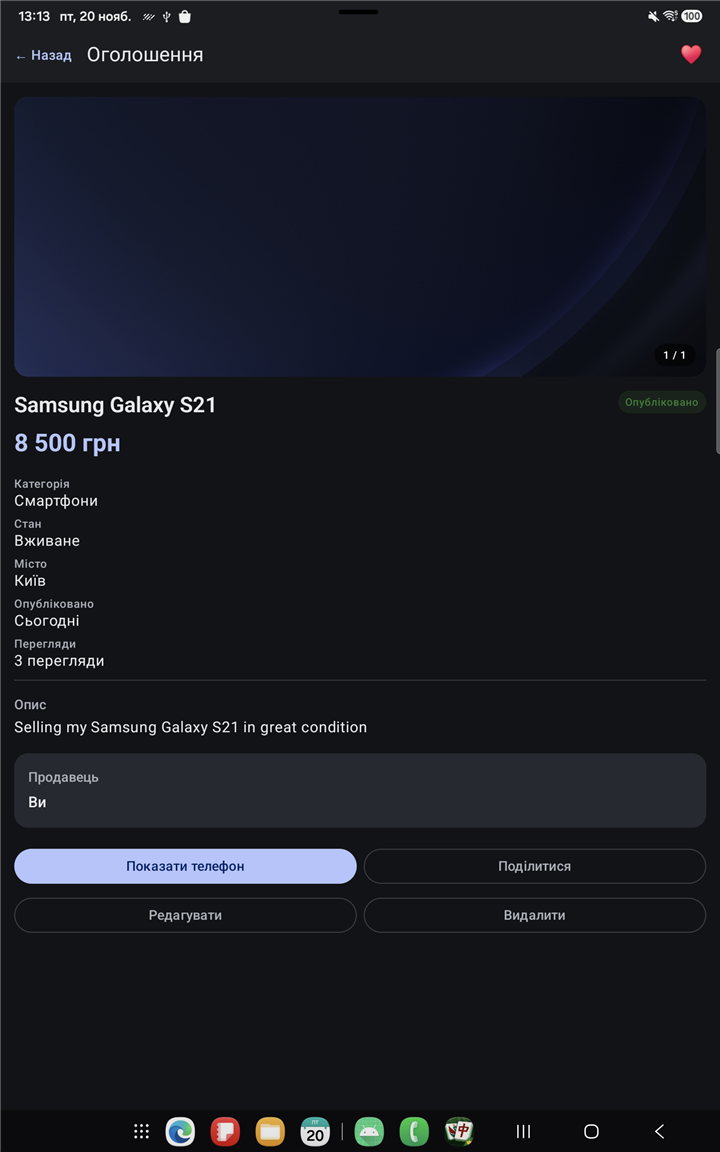 13:13 пт, 20 нояб. 100
← Назад Оголошення
1 / 1
Samsung Galaxy S21
Опубліковано
8 500 грн
Категорія
Смартфони
Стан
Вживане
Місто
Київ
Опубліковано
Сьогодні
Перегляди
3 перегляди
Опис
Selling my Samsung Galaxy S21 in great condition
Продавець
Ви
Показати телефон
Поділитися
Редагувати
Видалити
ПТ
20
中